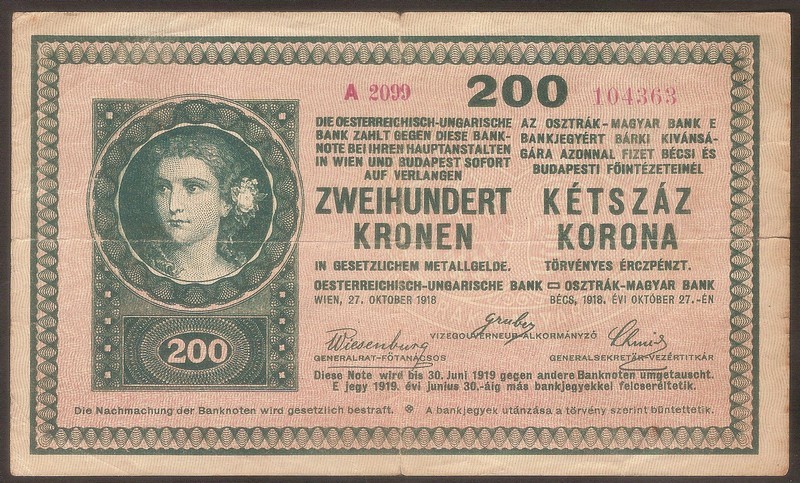 A 2099
200
104363
DIE OESTERREICHISCH-UNGARISCHE
BANK ZAHLT GEGEN DIESE BANK-
NOTE BEI IHREN HAUPTANSTALTEN
IN WIEN UND BUDAPEST SOFORT
AUF VERLANGEN
ZWEIHUNDERT
KRONEN
IN GESETZLICHEM METALLGELDE.
AZ OSZTRÁK-MAGYAR BANK E
BANKJEGYÉRT BÁRKI KIVÁNSÁ-
GÁRA AZONNAL FIZET BÉCSI ÉS
BUDAPESTI FŐINTÉZETEINÉL
KÉTSZÁZ
KORONA
TÖRVÉNYES ÉRCZPÉNZT.
OESTERREICHISCH-UNGARISCHE BANK OSZTRÁK-MAGYAR BANK
WIEN, 27. OKTOBER 1918
BÉCS, 1918. ÉVI OKTÓBER 27.-ÉN
Gruber
VIZEGOUVERNEUR-ALKORMÁNYZÓ
Wiesenburg
GENERALRAT-FŐTANÁCSOS
Schmid
GENERALSEKRETÄR-VEZÉRTITKÁR
200
Diese Note wird bis 30. Juni 1919 gegen andere Banknoten umgetauscht.
E jegy 1919. évi junius 30.-áig más bankjegyekkel felcseréltetik.
Die Nachmachung der Banknoten wird gesetzlich bestraft. ※ A bankjegyek utánzása a törvény szerint büntettetik.